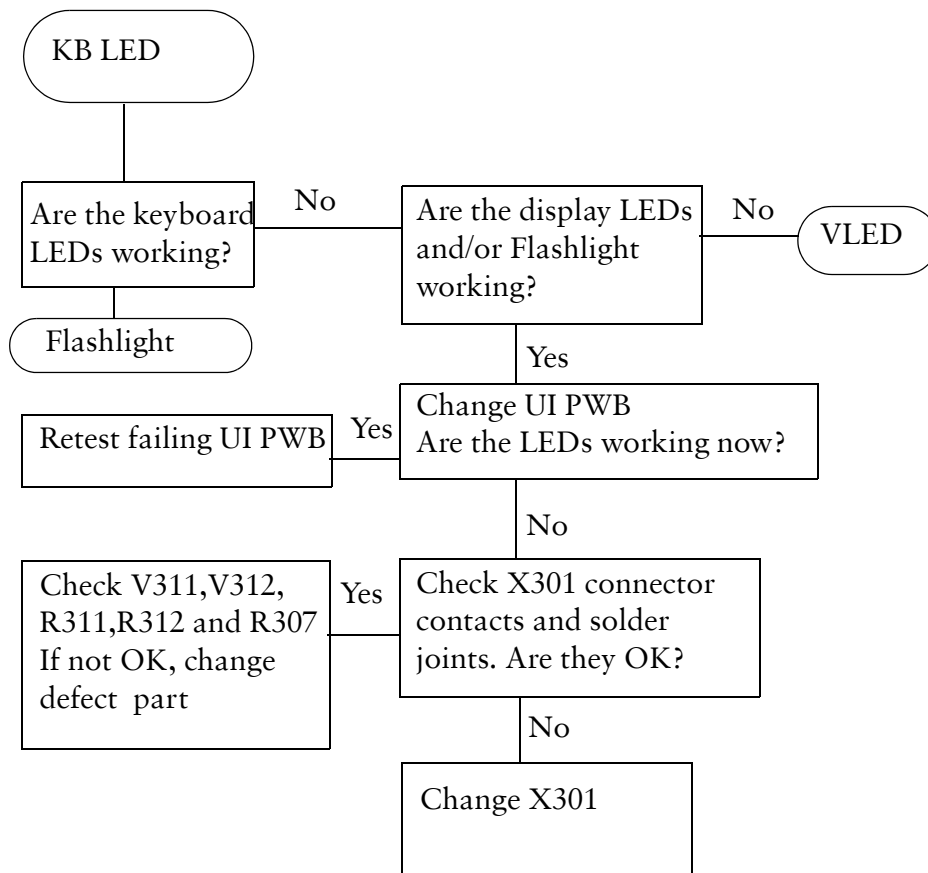 KB LED
Are the keyboard
LEDs working?
No
Are the display LEDs
and/or Flashlight
working?
No
VLED
Flashlight
Yes
Change UI PWB
Are the LEDs working now?
Yes
Retest failing UI PWB
No
Check X301 connector
contacts and solder
joints. Are they OK?
Yes
Check V311,V312,
R311,R312 and R307
If not OK, change
defect part
No
Change X301